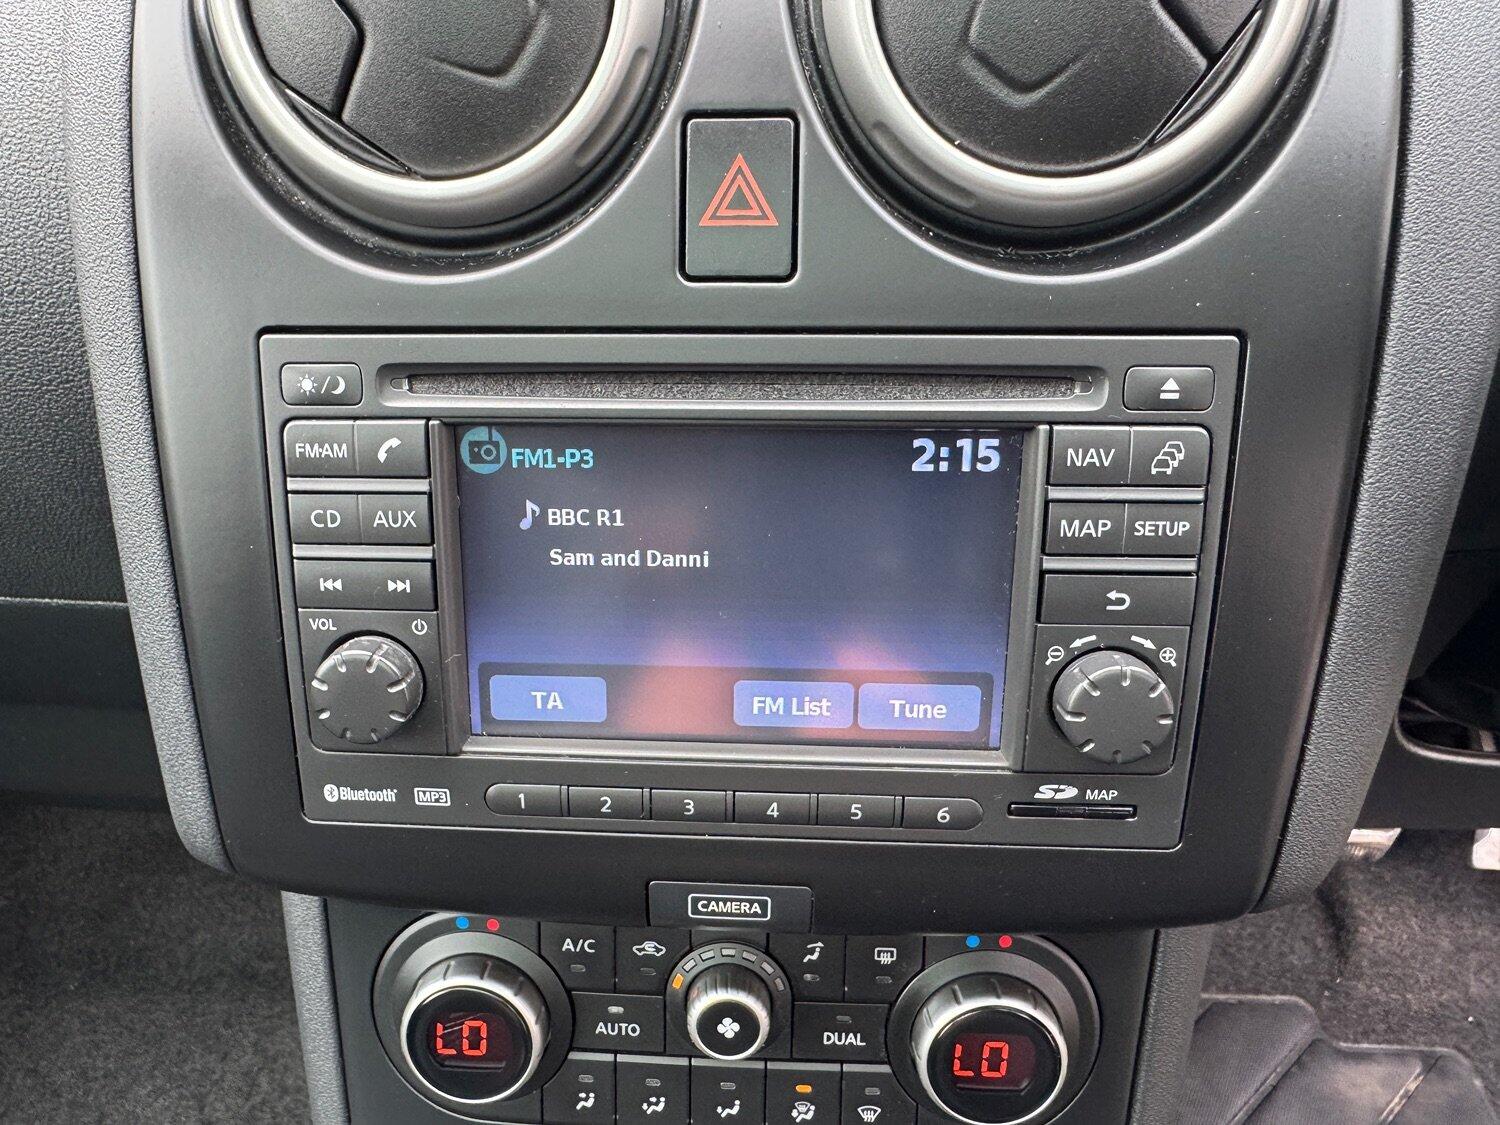 FM1-P3
2:15
BBC R1
Sam and Danni
TA
FM List
Tune
FM·AM
CD
AUX
VOL
NAV
MAP
SETUP
Bluetooth
MP3
1 2 3 4 5 6
SD MAP
CAMERA
A/C
AUTO
DUAL
LO
LO